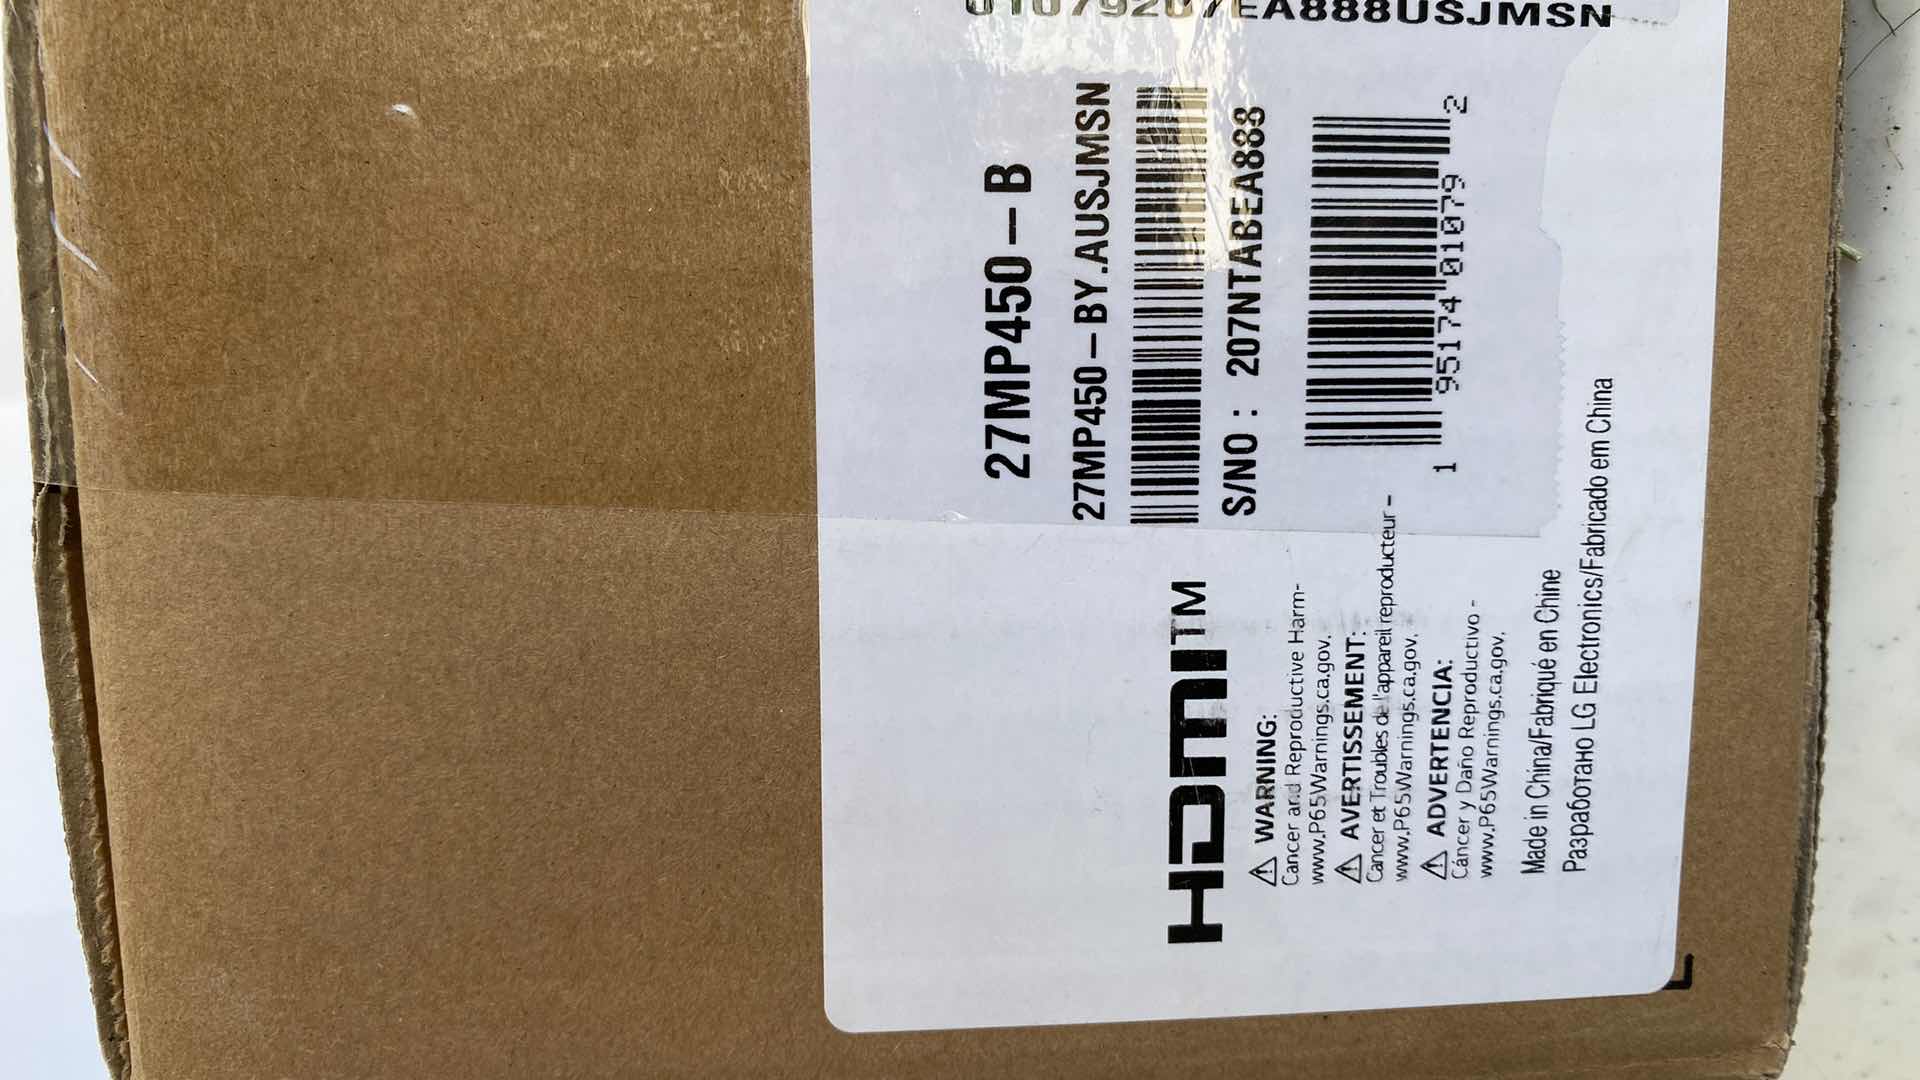 27MP450-B
27MP450-BY.AUSJMSN
S/NO : 207NTABEA888
1 95174 01079 2
HDMI™
⚠ WARNING:
Cancer and Reproductive Harm-
www.P65Warnings.ca.gov.
⚠ AVERTISSEMENT:
Cancer et Troubles de l'appareil reproducteur -
www.P65Warnings.ca.gov.
⚠ ADVERTENCIA:
Cáncer y Daño Reproductivo -
www.P65Warnings.ca.gov.
Made in China/Fabriqué en Chine
Разработано LG Electronics/Fabricado em China